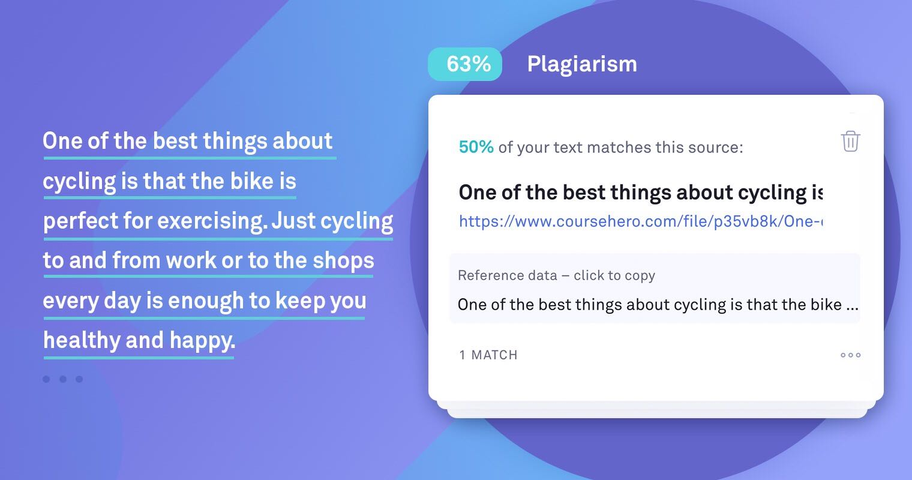 One of the best things about
cycling is that the bike is
perfect for exercising. Just cycling
to and from work or to the shops
every day is enough to keep you
healthy and happy.
63% Plagiarism
50% of your text matches this source:
One of the best things about cycling is
https://www.coursehero.com/file/p35vb8k/One-
Reference data – click to copy
One of the best things about cycling is that the bike ...
1 MATCH